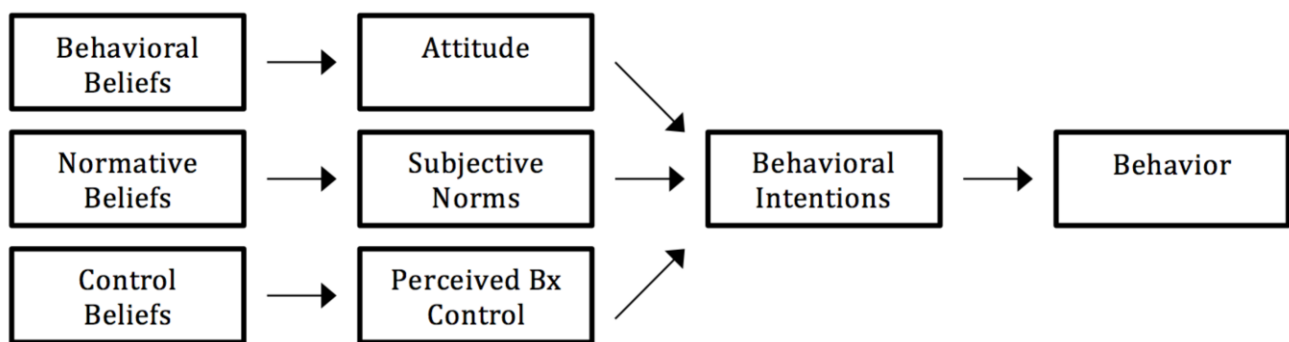 Behavioral
Beliefs
Attitude
Normative
Beliefs
Subjective
Norms
Behavioral
Intentions
Behavior
Control
Beliefs
Perceived Bx
Control